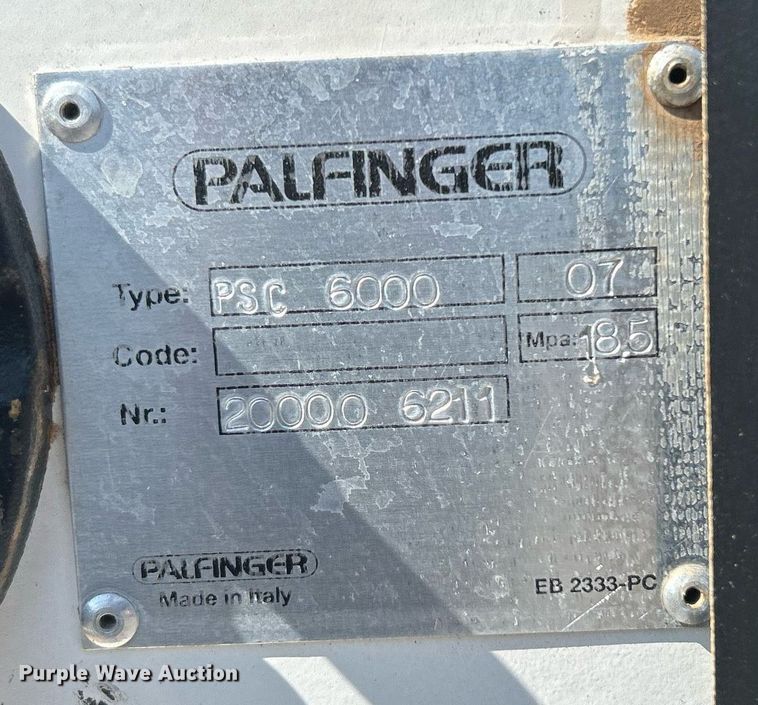 PALFINGER
Type: PSC 6000 07
Code: Mpa: 18.5
Nr.: 20000 6211
PALFINGER
Made in Italy
EB 2333-PC
Purple Wave Auction